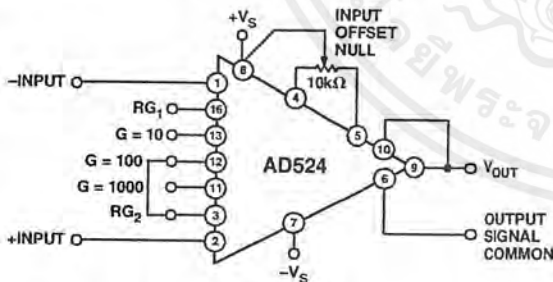 +VS
INPUT
OFFSET
NULL
–INPUT
1
8
4
10kΩ
RG1
16
G = 10
13
5
10
G = 100
12
AD524
9
VOUT
G = 1000
11
6
RG2
3
7
OUTPUT
SIGNAL
COMMON
+INPUT
2
–VS